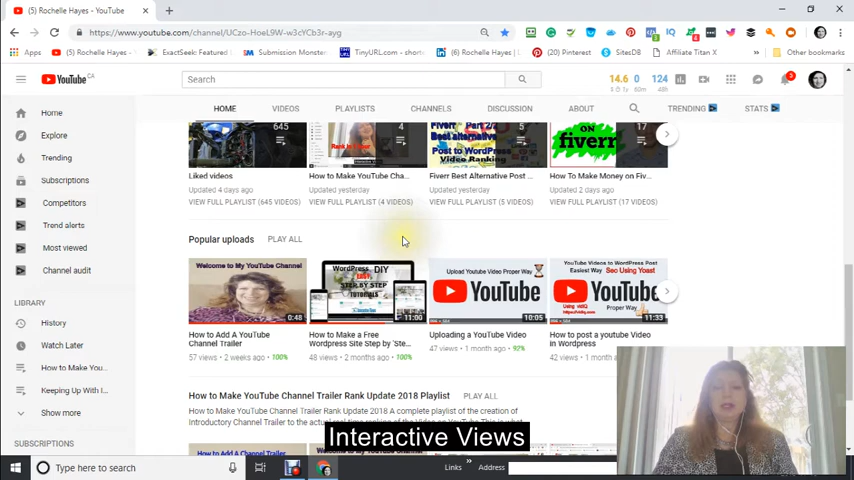 (5) Rochelle Hayes - YouTube
https://www.youtube.com/channel/UCzo-HoeL9W-w3cYCb3r-ayg
Apps (5) Rochelle Hayes - ExactSeek: Featured Submission Monster TinyURL.com - short (6) Rochelle Hayes | Li (20) Pinterest SitesDB Affiliate Titan X Other bookmarks
YouTube CA Search 14.6 0 124 3
HOME VIDEOS PLAYLISTS CHANNELS DISCUSSION ABOUT TRENDING STATS
Home
Explore
Trending
Subscriptions
Competitors
Trend alerts
Most viewed
Channel audit
LIBRARY
History
Watch Later
How to Make You...
Keeping Up With I...
Show more
SUBSCRIPTIONS
645 4 5 17
Liked videos How to Make YouTube Cha... Fiverr Best Alternative Post ... How To Make Money on Fiv...
Updated 4 days ago Updated yesterday Updated yesterday Updated 2 days ago
VIEW FULL PLAYLIST (645 VIDEOS) VIEW FULL PLAYLIST (4 VIDEOS) VIEW FULL PLAYLIST (5 VIDEOS) VIEW FULL PLAYLIST (17 VIDEOS)
Popular uploads PLAY ALL
Welcome to My YouTube Channel
0:48
WordPress DIY
EASY
STEP BY STEP
TUTORIALS
11:00
Upload Youtube Video Proper Way
YouTube
10:05
YouTube Videos to WordPress Post
Easiest Way Seo Using Yoast
YouTube
Proper Way
11:33
How to Add A YouTube Channel Trailer
57 views • 2 weeks ago • 100%
How to Make a Free Wordpress Site Step by 'Ste...
48 views • 2 months ago • 100%
Uploading a YouTube Video
47 views • 1 month ago • 92%
How to post a youtube Video in Wordpress
42 views • 1 month ago
How to Make YouTube Channel Trailer Rank Update 2018 Playlist PLAY ALL
How to Make YouTube Channel Trailer Rank Update 2018 A complete playlist of the creation of
Interactive Views
Type here to search Links Address